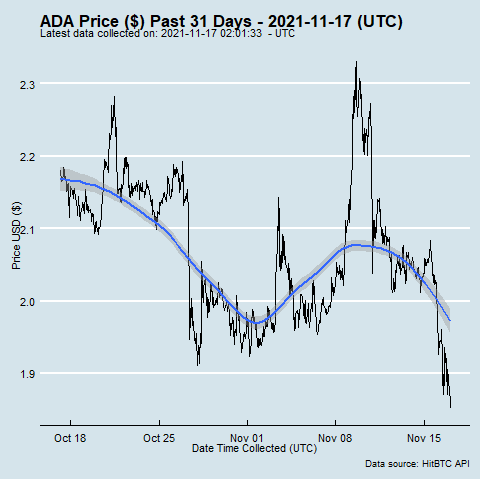 ADA Price ($) Past 31 Days - 2021-11-17 (UTC)
Latest data collected on: 2021-11-17 02:01:33 - UTC
2.3
2.2
2.1
2.0
1.9
Price USD ($)
Oct 18
Oct 25
Nov 01
Nov 08
Nov 15
Date Time Collected (UTC)
Data source: HitBTC API